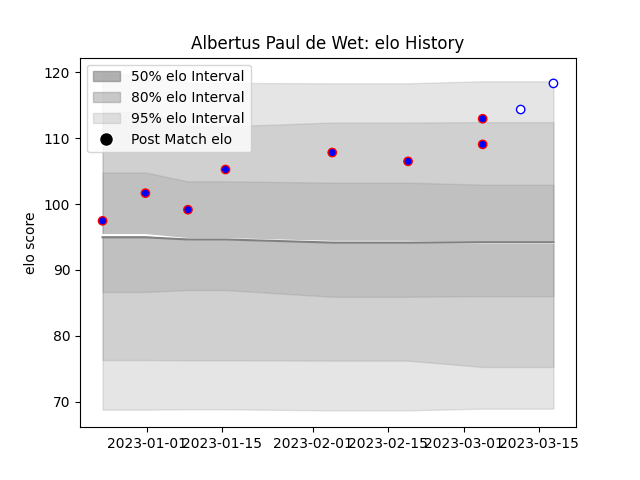 Albertus Paul de Wet: elo History
50% elo Interval
80% elo Interval
95% elo Interval
Post Match elo
elo score
120
110
100
90
80
70
2023-01-01
2023-01-15
2023-02-01
2023-02-15
2023-03-01
2023-03-15